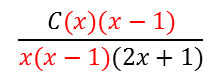 C(x)(x − 1)
x(x − 1)(2x + 1)